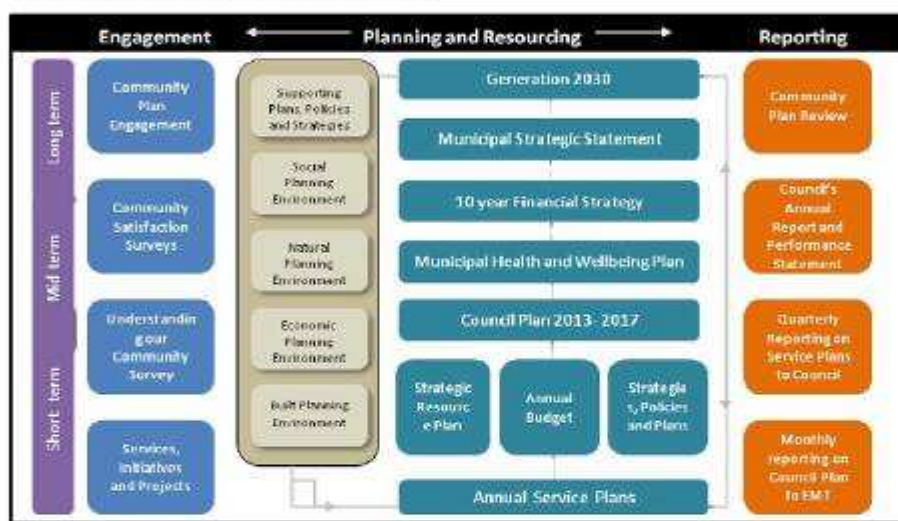 Engagement
Planning and Resourcing
Reporting
Long term
Mid term
Short term
Community
Plan
Engagement
Community
Satisfaction
Surveys
Understandin
g our
Community
Survey
Services,
Initiatives
and Projects
Supporting
Plans, Policies
and Strategies
Social
Planning
Environment
Natural
Planning
Environment
Economic
Planning
Environment
Built Planning
Environment
Generation 2030
Municipal Strategic Statement
10 year Financial Strategy
Municipal Health and Wellbeing Plan
Council Plan 2013-2017
Strategic
Resourc
e Plan
Annual
Budget
Strategie
s, Policies
and Plans
Annual Service Plans
Community
Plan Review
Council's
Annual
Report and
Performance
Statement
Quarterly
Reporting on
Service Plans
to Council
Monthly
reporting on
Council Plan
to EMT